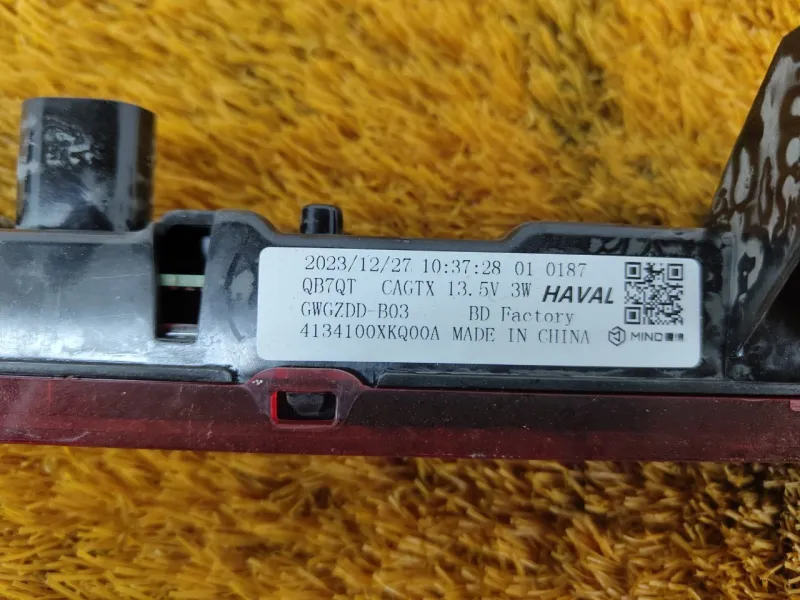 2023/12/27 10:37:28 01 0187
QB7QT CAGTX 13.5V 3W HAVAL
GWGZDD-B03 BD Factory
4134100XKQ00A MADE IN CHINA MIND